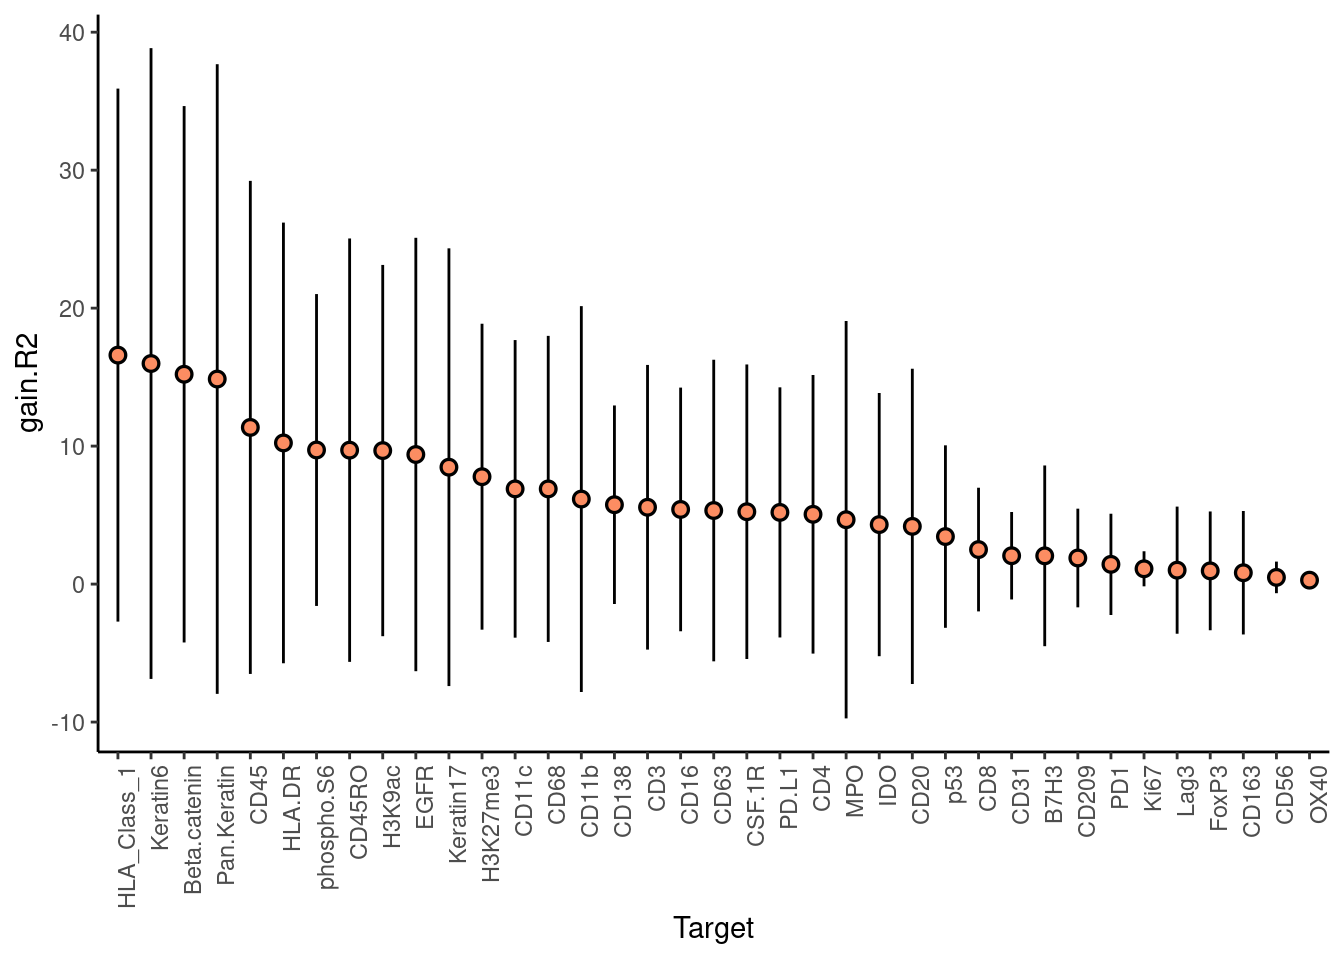 gain.R2
40
30
20
10
0
-10
HLA_Class_1
Keratin6
Beta.catenin
Pan.Keratin
CD45
HLA.DR
phospho.S6
CD45RO
H3K9ac
EGFR
Keratin17
H3K27me3
CD11c
CD68
CD11b
CD138
CD3
CD16
CD63
CSF.1R
PD.L1
CD4
MPO
IDO
CD20
p53
CD8
CD31
B7H3
CD209
PD1
Ki67
Lag3
FoxP3
CD163
CD56
OX40
Target